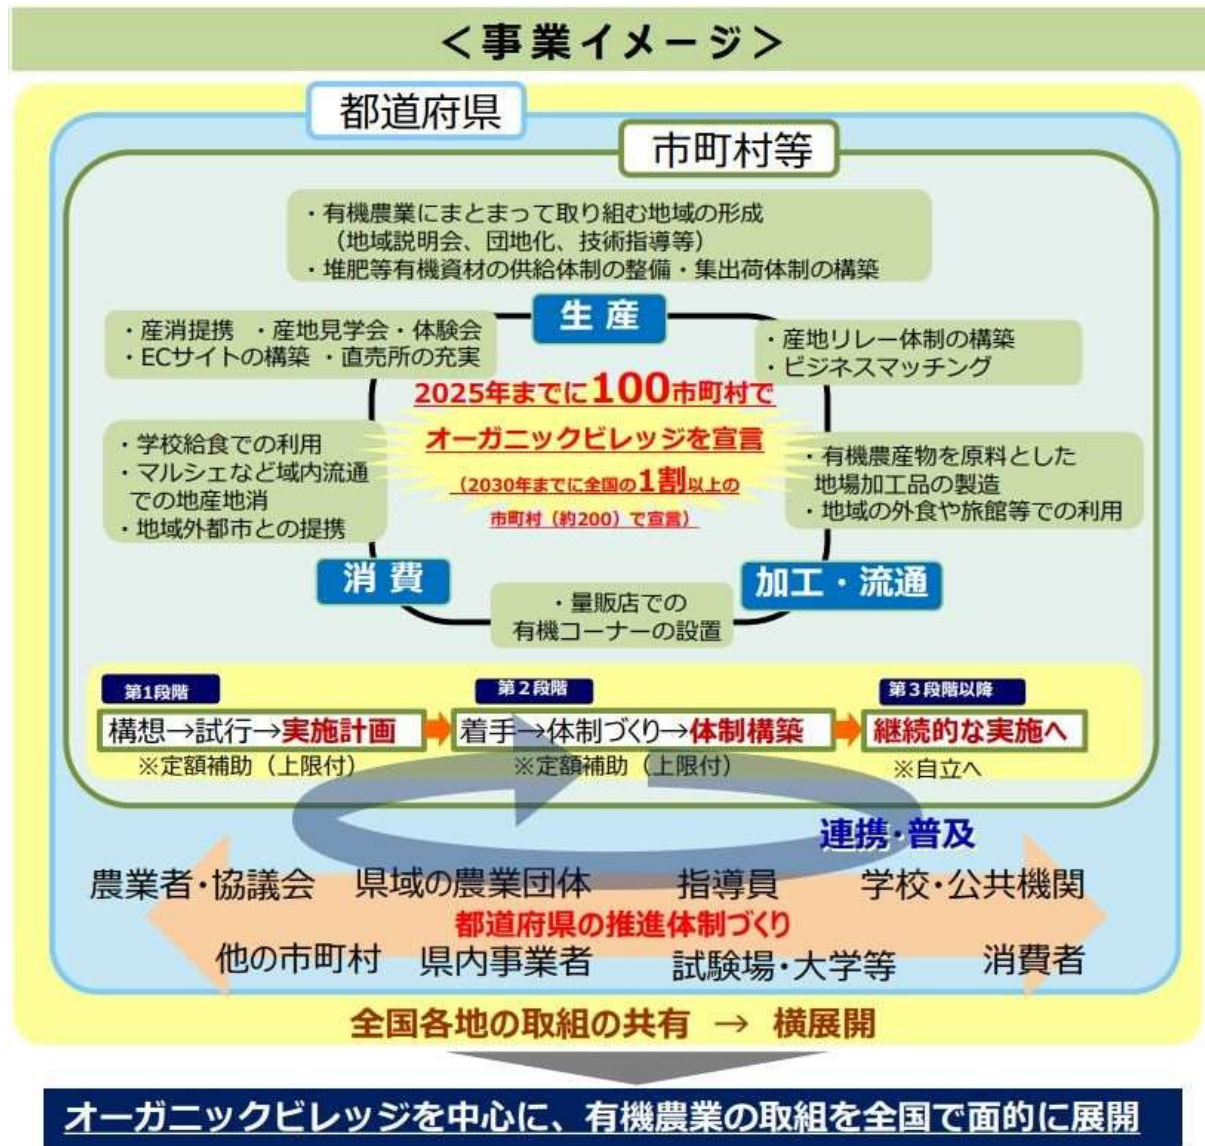 ＜事業イメージ＞
都道府県
市町村等
・有機農業にまとまって取り組む地域の形成
（地域説明会、団地化、技術指導等）
・堆肥等有機資材の供給体制の整備・集出荷体制の構築
生 産
・産消提携 ・産地見学会・体験会
・ECサイトの構築 ・直売所の充実
・産地リレー体制の構築
・ビジネスマッチング
2025年までに100市町村で
オーガニックビレッジを宣言
（2030年までに全国の1割以上の
市町村（約200）で宣言）
・学校給食での利用
・マルシェなど域内流通
での地産地消
・地域外都市との提携
・有機農産物を原料とした
地場加工品の製造
・地域の外食や旅館等での利用
消 費
加工・流通
・量販店での
有機コーナーの設置
第1段階
第２段階
第３段階以降
構想→試行→実施計画
着手→体制づくり→体制構築
継続的な実施へ
※定額補助（上限付）
※定額補助（上限付）
※自立へ
連携・普及
農業者・協議会
県域の農業団体
指導員
学校・公共機関
都道府県の推進体制づくり
他の市町村
県内事業者
試験場・大学等
消費者
全国各地の取組の共有 → 横展開
オーガニックビレッジを中心に、有機農業の取組を全国で面的に展開